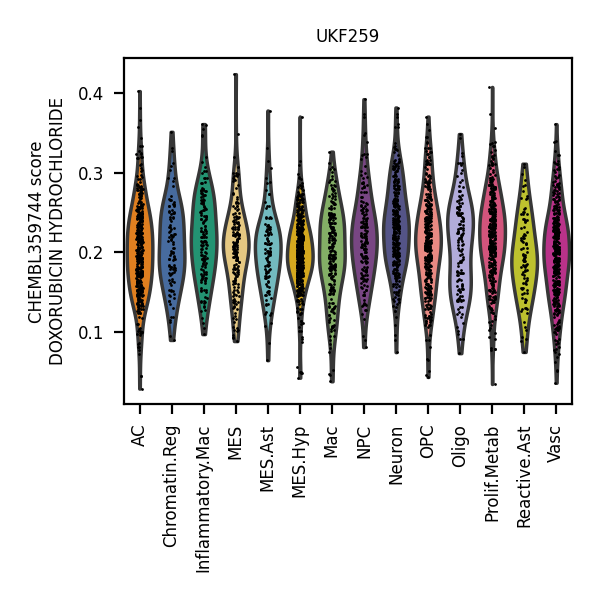 UKF259
CHEMBL359744 score
DOXORUBICIN HYDROCHLORIDE
0.4
0.3
0.2
0.1
AC
Chromatin.Reg
Inflammatory.Mac
MES
MES.Ast
MES.Hyp
Mac
NPC
Neuron
OPC
Oligo
Prolif.Metab
Reactive.Ast
Vasc